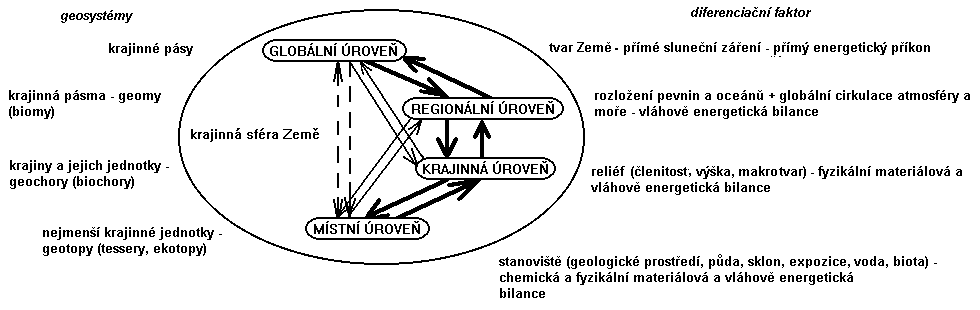 geosystémy
diferenciační faktor
krajinné pásy
GLOBÁLNÍ ÚROVEŇ
tvar Země - přímé sluneční záření - přímý energetický příkon
krajinná pásma - geomy
(biomy)
REGIONÁLNÍ ÚROVEŇ
rozložení pevnin a oceánů + globální cirkulace atmosféry a
moře - vláhově energetická bilance
krajinná sféra Země
krajiny a jejich jednotky -
geochory (biochory)
KRAJINNÁ ÚROVEŇ
reliéf (členitost, výška, makrotvar) - fyzikální materiálová a
vláhově energetická bilance
nejmenší krajinné jednotky -
geotopy (tessery, ekotopy)
MÍSTNÍ ÚROVEŇ
stanoviště (geologické prostředí, půda, sklon, expozice, voda, biota) -
chemická a fyzikální materiálová a vláhově energetická
bilance